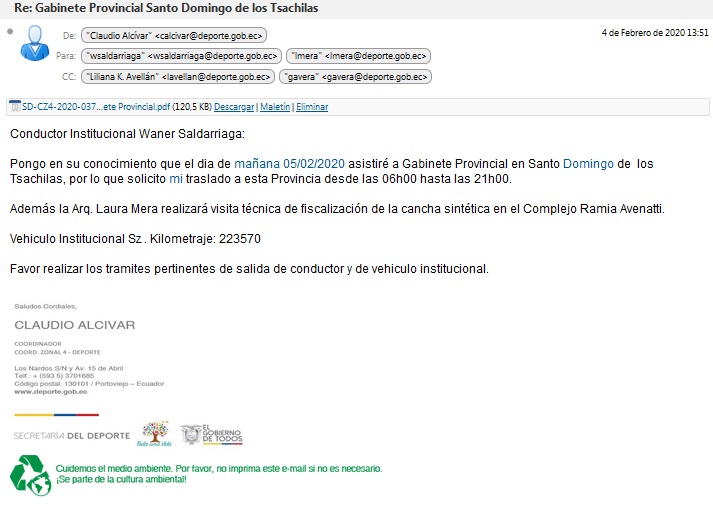 Re: Gabinete Provincial Santo Domingo de los Tsachilas
De: "Claudio Alcívar" <calcivar@deporte.gob.ec>
4 de Febrero de 2020 13:51
Para: "wsaldarriaga" <wsaldarriaga@deporte.gob.ec> "lmera" <lmera@deporte.gob.ec>
CC: "Liliana K. Avellán" <lavellan@deporte.gob.ec> "gavera" <gavera@deporte.gob.ec>
SD-CZ4-2020-037...ete Provincial.pdf (120,5 KB) Descargar | Maletín | Eliminar
Conductor Institucional Waner Saldarriaga:
Pongo en su conocimiento que el dia de mañana 05/02/2020 asistiré a Gabinete Provincial en Santo Domingo de los
Tsachilas, por lo que solicito mi traslado a esta Provincia desde las 06h00 hasta las 21h00.
Además la Arq. Laura Mera realizará visita técnica de fiscalización de la cancha sintética en el Complejo Ramia Avenatti.
Vehiculo Institucional Sz . Kilometraje: 223570
Favor realizar los tramites pertinentes de salida de conductor y de vehiculo institucional.
Saludos Cordiales,
CLAUDIO ALCIVAR
COORDINADOR
COORD. ZONAL 4 - DEPORTE
Los Nardos S/N y Av. 15 de Abril
Telf.: + (593 5) 3701685
Código postal: 130101 / Portoviejo – Ecuador
www.deporte.gob.ec
SECRETARÍA DEL DEPORTE
Toda una Vida
EL GOBIERNO DE TODOS
Cuidemos el medio ambiente. Por favor, no imprima este e-mail si no es necesario.
¡Se parte de la cultura ambiental!